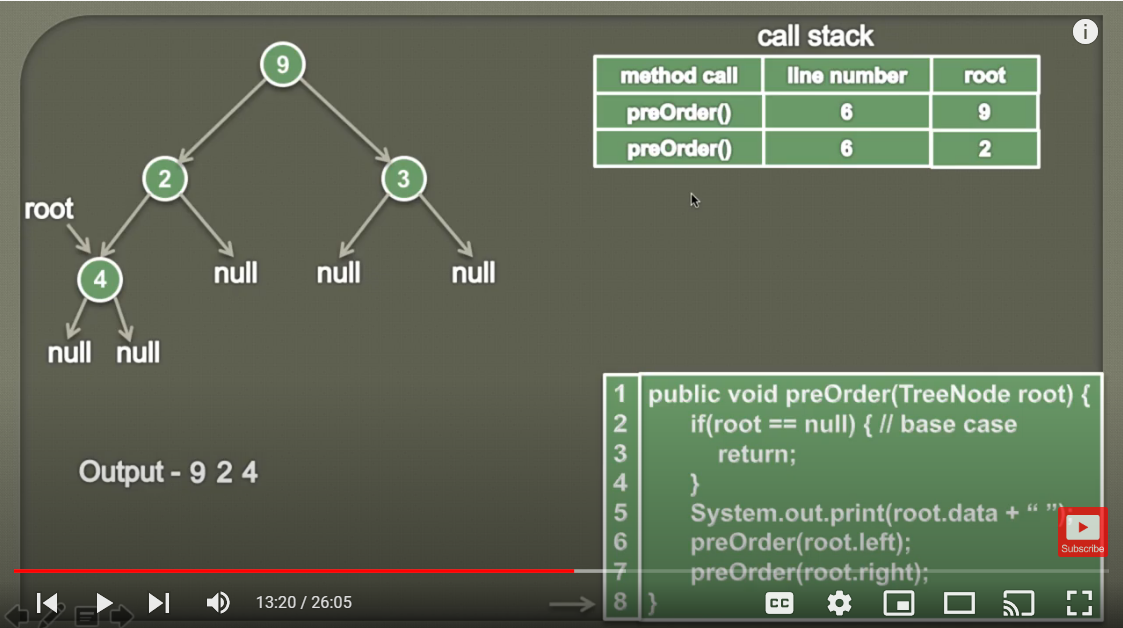 call stack
method call line number root
preOrder() 6 9
preOrder() 6 2
9
2 3
root
4 null null null
null null
Output - 9 2 4
1 public void preOrder(TreeNode root) {
2 if(root == null) { // base case
3 return;
4 }
5 System.out.print(root.data + “ ”);
6 preOrder(root.left);
7 preOrder(root.right);
8 }
Subscribe
13:20 / 26:05
CC